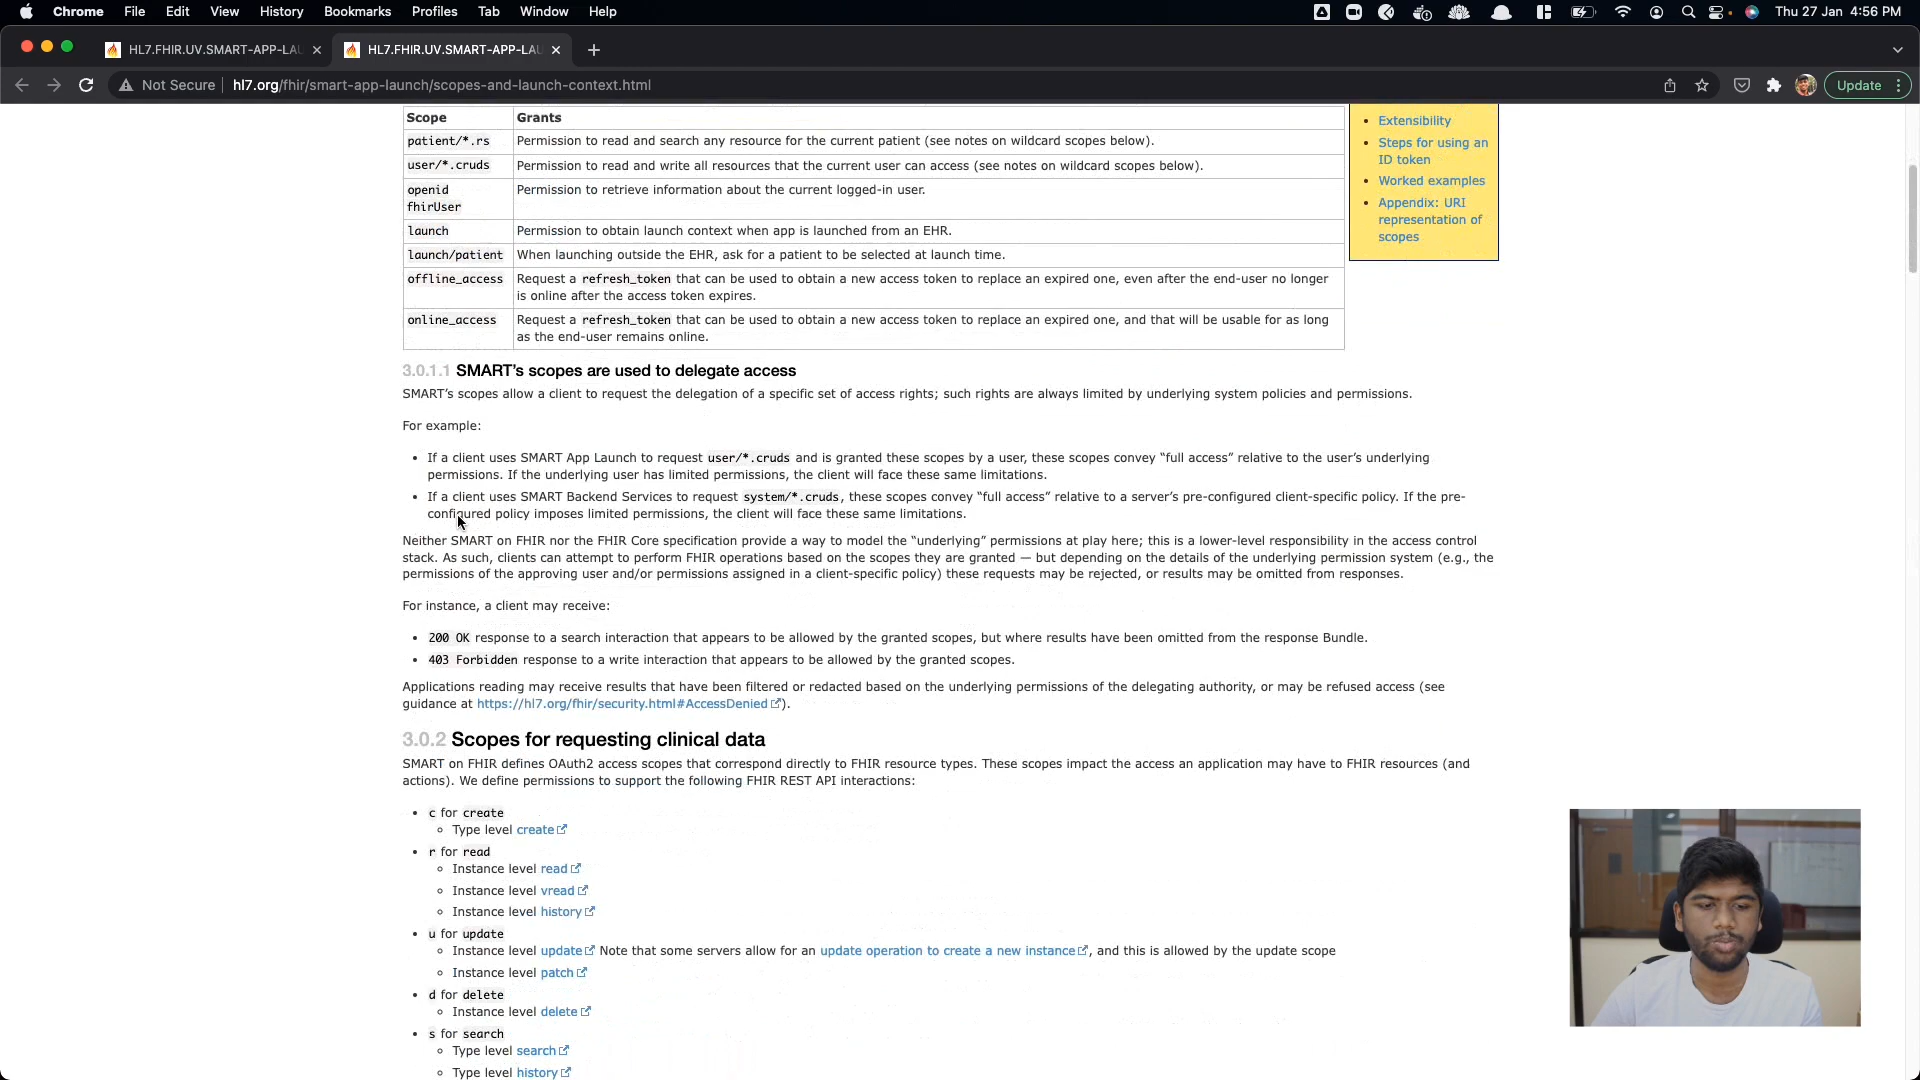 Chrome File Edit View History Bookmarks Profiles Tab Window Help Thu 27 Jan 4:56 PM
HL7.FHIR.UV.SMART-APP-LAU HL7.FHIR.UV.SMART-APP-LAU
Not Secure hl7.org/fhir/smart-app-launch/scopes-and-launch-context.html Update
Scope Grants
patient/*.rs Permission to read and search any resource for the current patient (see notes on wildcard scopes below).
user/*.cruds Permission to read and write all resources that the current user can access (see notes on wildcard scopes below).
openid Permission to retrieve information about the current logged-in user.
fhirUser
launch Permission to obtain launch context when app is launched from an EHR.
launch/patient When launching outside the EHR, ask for a patient to be selected at launch time.
offline_access Request a refresh_token that can be used to obtain a new access token to replace an expired one, even after the end-user no longer
is online after the access token expires.
online_access Request a refresh_token that can be used to obtain a new access token to replace an expired one, and that will be usable for as long
as the end-user remains online.
Extensibility
Steps for using an
ID token
Worked examples
Appendix: URI
representation of
scopes
3.0.1.1 SMART's scopes are used to delegate access
SMART's scopes allow a client to request the delegation of a specific set of access rights; such rights are always limited by underlying system policies and permissions.
For example:
If a client uses SMART App Launch to request user/*.cruds and is granted these scopes by a user, these scopes convey "full access" relative to the user's underlying
permissions. If the underlying user has limited permissions, the client will face these same limitations.
If a client uses SMART Backend Services to request system/*.cruds, these scopes convey "full access" relative to a server's pre-configured client-specific policy. If the pre-
configured policy imposes limited permissions, the client will face these same limitations.
Neither SMART on FHIR nor the FHIR Core specification provide a way to model the "underlying" permissions at play here; this is a lower-level responsibility in the access control
stack. As such, clients can attempt to perform FHIR operations based on the scopes they are granted — but depending on the details of the underlying permission system (e.g., the
permissions of the approving user and/or permissions assigned in a client-specific policy) these requests may be rejected, or results may be omitted from responses.
For instance, a client may receive:
200 OK response to a search interaction that appears to be allowed by the granted scopes, but where results have been omitted from the response Bundle.
403 Forbidden response to a write interaction that appears to be allowed by the granted scopes.
Applications reading may receive results that have been filtered or redacted based on the underlying permissions of the delegating authority, or may be refused access (see
guidance at https://hl7.org/fhir/security.html#AccessDenied).
3.0.2 Scopes for requesting clinical data
SMART on FHIR defines OAuth2 access scopes that correspond directly to FHIR resource types. These scopes impact the access an application may have to FHIR resources (and
actions). We define permissions to support the following FHIR REST API interactions:
c for create
Type level create
r for read
Instance level read
Instance level vread
Instance level history
u for update
Instance level update Note that some servers allow for an update operation to create a new instance, and this is allowed by the update scope
Instance level patch
d for delete
Instance level delete
s for search
Type level search
Type level history